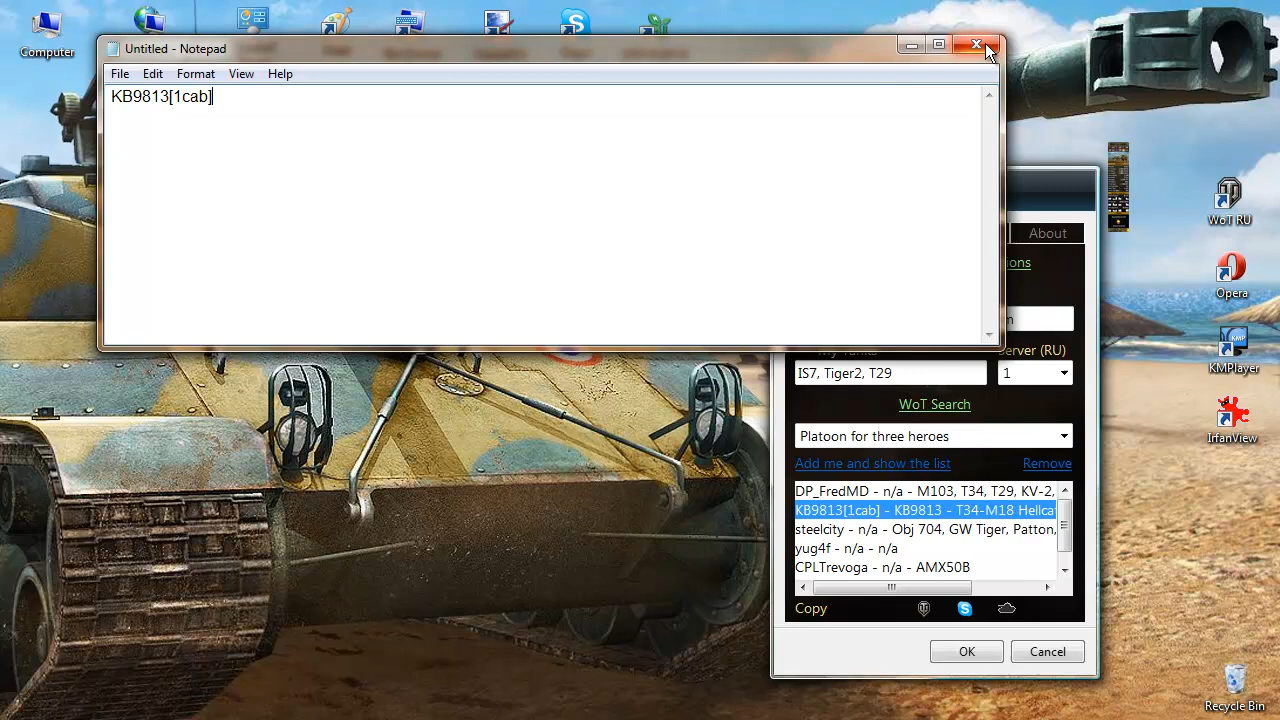 Computer
Untitled - Notepad
File Edit Format View Help
KB9813[1cab]
WoT RU
About
ions
Opera
m
Server (RU)
KMPlayer
IS7, Tiger2, T29
1
WoT Search
IrfanView
Platoon for three heroes
Add me and show the list Remove
DP_FredMD - n/a - M103, T34, T29, KV-2,
KB9813[1cab] - KB9813 - T34-M18 Hellca
steelcity - n/a - Obj 704, GW Tiger, Patton,
yug4f - n/a - n/a
CPLTrevoga - n/a - AMX50B
Copy
OK Cancel
Recycle Bin